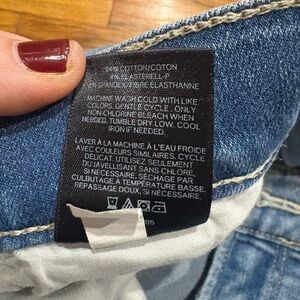 94% COTTON/COTON
4% ELASTERELL-P
2% SPANDEX/FIBRE ELASTHANNE
MACHINE WASH COLD WITH LIKE
COLORS, GENTLE CYCLE. ONLY
NON-CHLORINE BLEACH WHEN
NEEDED. TUMBLE DRY LOW. COOL
IRON IF NEEDED.
LAVER À LA MACHINE À L'EAU FROIDE
AVEC COULEURS SIMILAIRES, CYCLE
DÉLICAT. UTILISEZ SEULEMENT
SANS CHLORE,
SI NÉCESSAIRE. SÉCHAGE PAR
CULBUTAGE À TEMPÉRATURE BASSE.
REPASSAGE DOUX, SI NÉCESSAIRE.